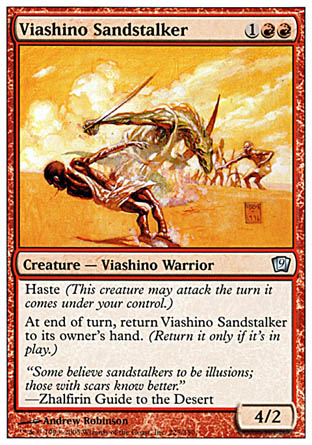 Viashino Sandstalker 1
Creature — Viashino Warrior 9
Haste (This creature may attack the turn it
comes under your control.)
At end of turn, return Viashino Sandstalker
to its owner's hand. (Return it only if it's in
play.)
"Some believe sandstalkers to be illusions;
those with scars know better."
—Zhalfirin Guide to the Desert
Andrew Robinson
4/2